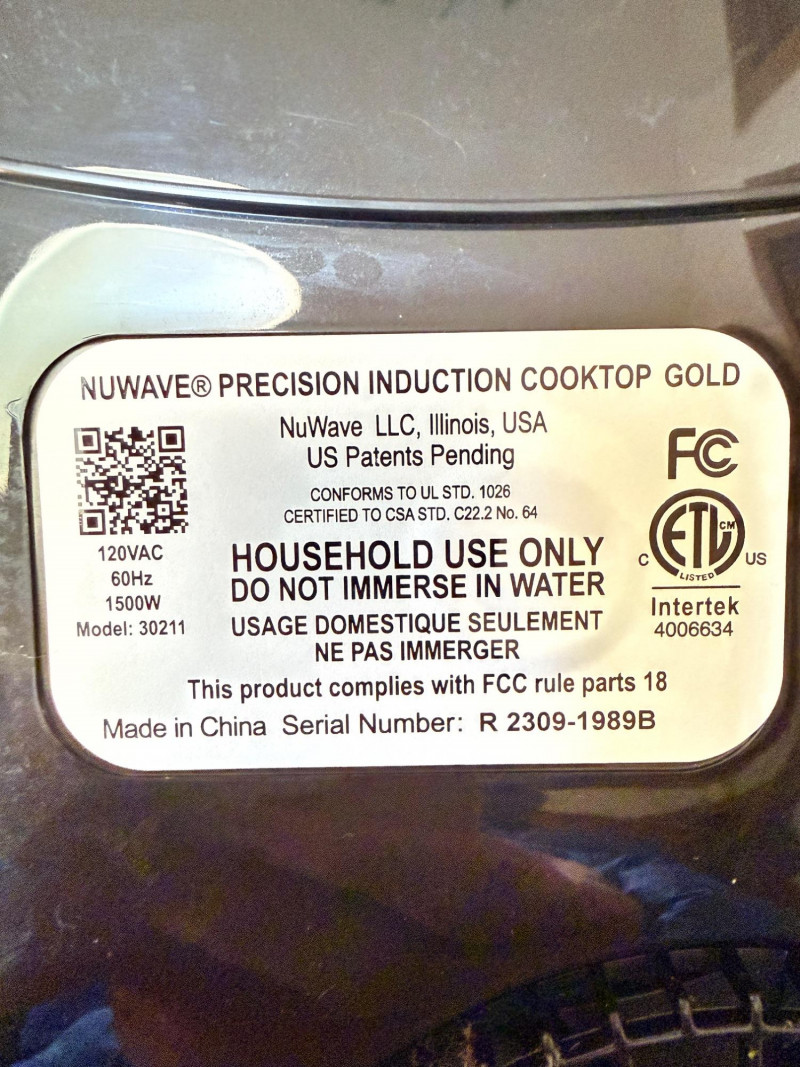 NUWAVE® PRECISION INDUCTION COOKTOP GOLD
NuWave LLC, Illinois, USA
US Patents Pending
CONFORMS TO UL STD. 1026
CERTIFIED TO CSA STD. C22.2 No. 64
FC
120VAC
60Hz
1500W
Model: 30211
HOUSEHOLD USE ONLY
DO NOT IMMERSE IN WATER
USAGE DOMESTIQUE SEULEMENT
NE PAS IMMERGER
C ETL CM US
LISTED
Intertek
4006634
This product complies with FCC rule parts 18
Made in China Serial Number: R 2309-1989B